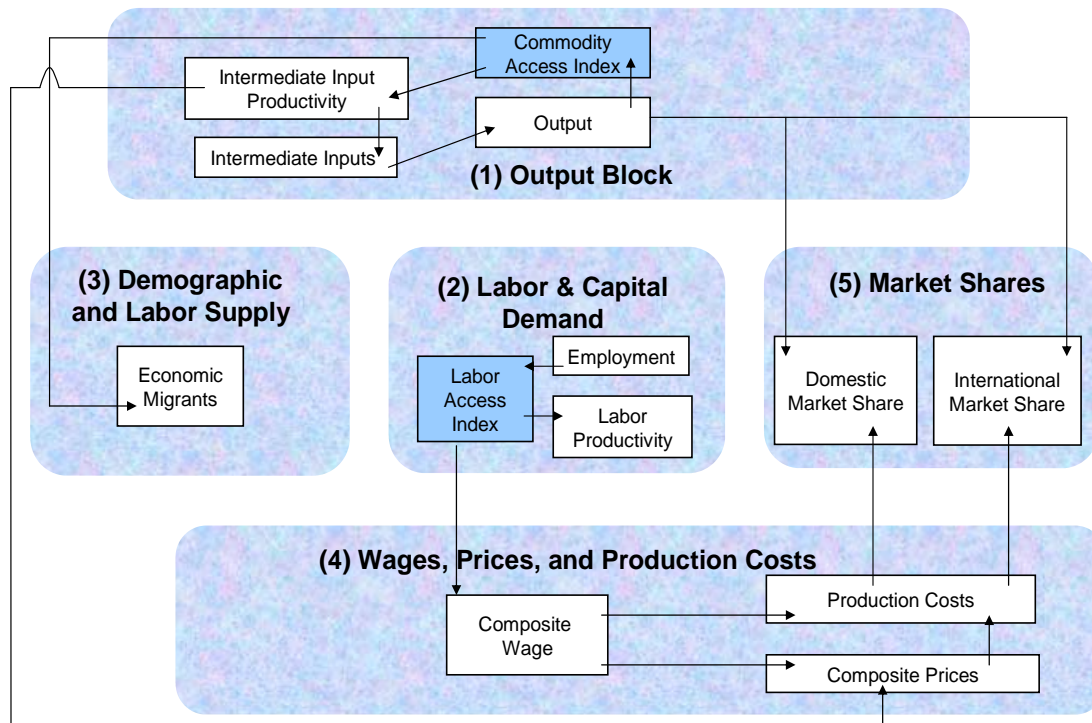 Commodity
Access Index
Intermediate Input
Productivity
Output
Intermediate Inputs
(1) Output Block
(3) Demographic
and Labor Supply
Economic
Migrants
(2) Labor & Capital
Demand
Employment
Labor
Access
Index
Labor
Productivity
(5) Market Shares
Domestic
Market Share
International
Market Share
(4) Wages, Prices, and Production Costs
Composite
Wage
Production Costs
Composite Prices